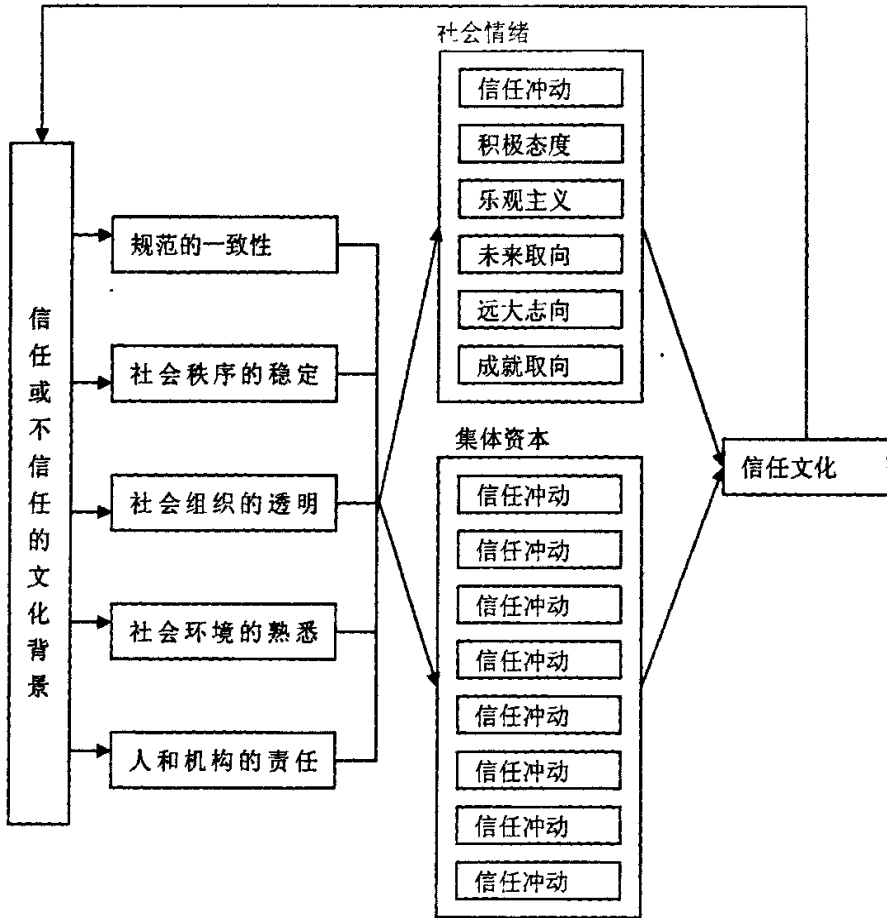 社会情绪
信任冲动
积极态度
乐观主义
未来取向
远大志向
成就取向
信任或不信任的文化背景
规范的一致性
社会秩序的稳定
社会组织的透明
社会环境的熟悉
人和机构的责任
集体资本
信任冲动
信任冲动
信任冲动
信任冲动
信任冲动
信任冲动
信任冲动
信任冲动
信任文化